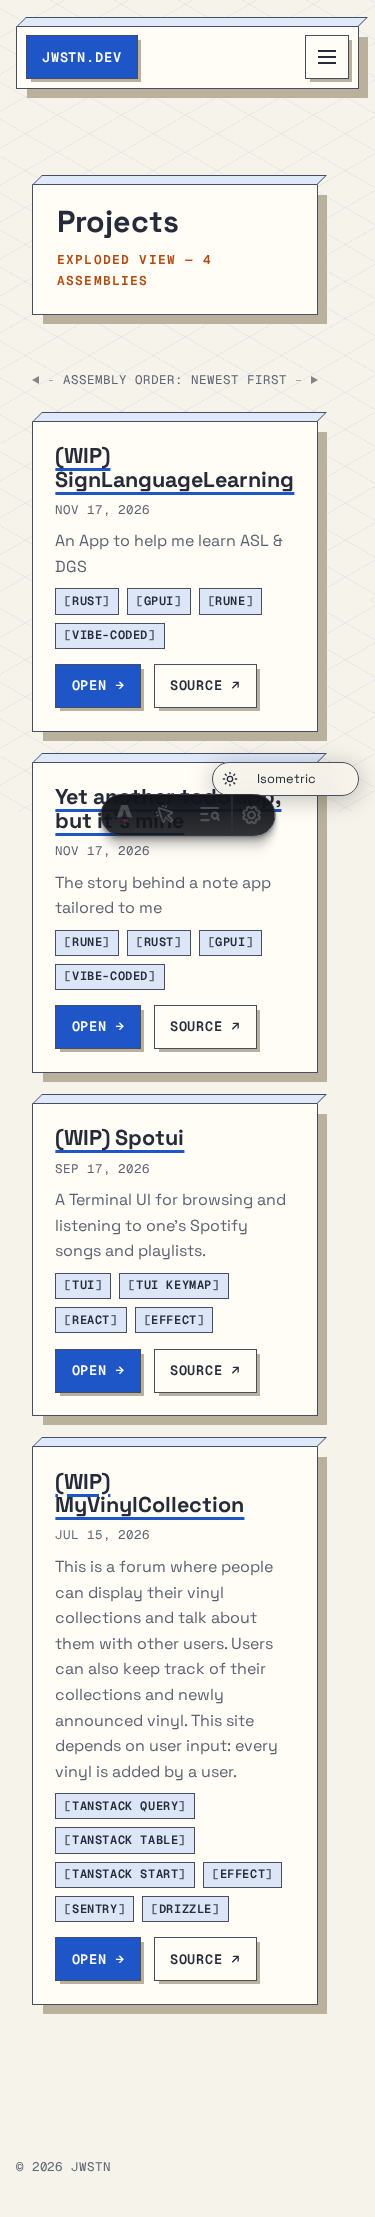 JWSTN.DEV
Projects
EXPLODED VIEW — 4
ASSEMBLIES
◄ - ASSEMBLY ORDER: NEWEST FIRST - ►
(WIP)
SignLanguageLearning
NOV 17, 2026
An App to help me learn ASL &
DGS
[RUST] [GPUI] [RUNE]
[VIBE-CODED]
OPEN → SOURCE ↗
Isometric
Yet another
but it's mine
NOV 17, 2026
The story behind a note app
tailored to me
[RUNE] [RUST] [GPUI]
[VIBE-CODED]
OPEN → SOURCE ↗
(WIP) Spotui
SEP 17, 2026
A Terminal UI for browsing and
listening to one's Spotify
songs and playlists.
[TUI] [TUI KEYMAP]
[REACT] [EFFECT]
OPEN → SOURCE ↗
(WIP)
MyVinylCollection
JUL 15, 2026
This is a forum where people
can display their vinyl
collections and talk about
them with other users. Users
can also keep track of their
collections and newly
announced vinyl. This site
depends on user input: every
vinyl is added by a user.
[TANSTACK QUERY]
[TANSTACK TABLE]
[TANSTACK START] [EFFECT]
[SENTRY] [DRIZZLE]
OPEN → SOURCE ↗
© 2026 JWSTN